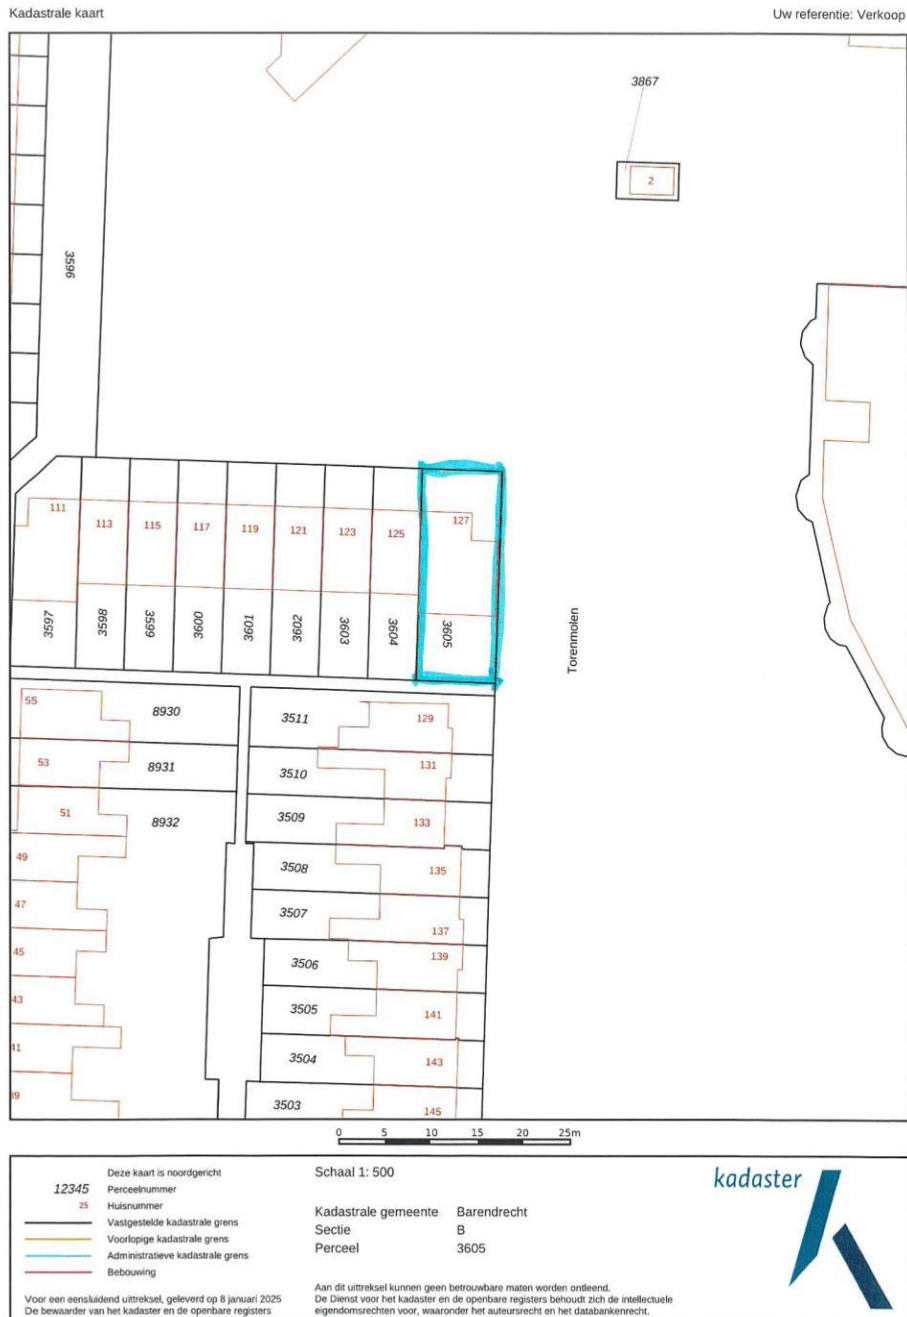 Kadastrale kaart
Uw referentie: Verkoop
3867
2
3596
111
113
115
117
119
121
123
125
127
3597
3598
3559
3600
3601
3602
3603
3604
3605
Torenmolen
55
8930
3511
129
53
8931
3510
131
51
8932
3509
133
49
3508
135
47
3507
137
45
3506
139
43
3505
141
41
3504
143
39
3503
145
0 5 10 15 20 25m
Deze kaart is noordgericht
12345 Perceelnummer
25 Huisnummer
Vastgestelde kadastrale grens
Voorlopige kadastrale grens
Administratieve kadastrale grens
Bebouwing
Voor een eensluidend uittreksel, geleverd op 8 januari 2025
De bewaarder van het kadaster en de openbare registers
Schaal 1: 500
Kadastrale gemeente Barendrecht
Sectie B
Perceel 3605
Aan dit uittreksel kunnen geen betrouwbare maten worden ontleend.
De Dienst voor het kadaster en de openbare registers behoudt zich de intellectuele
eigendomsrechten voor, waaronder het auteursrecht en het databankenrecht.
kadaster